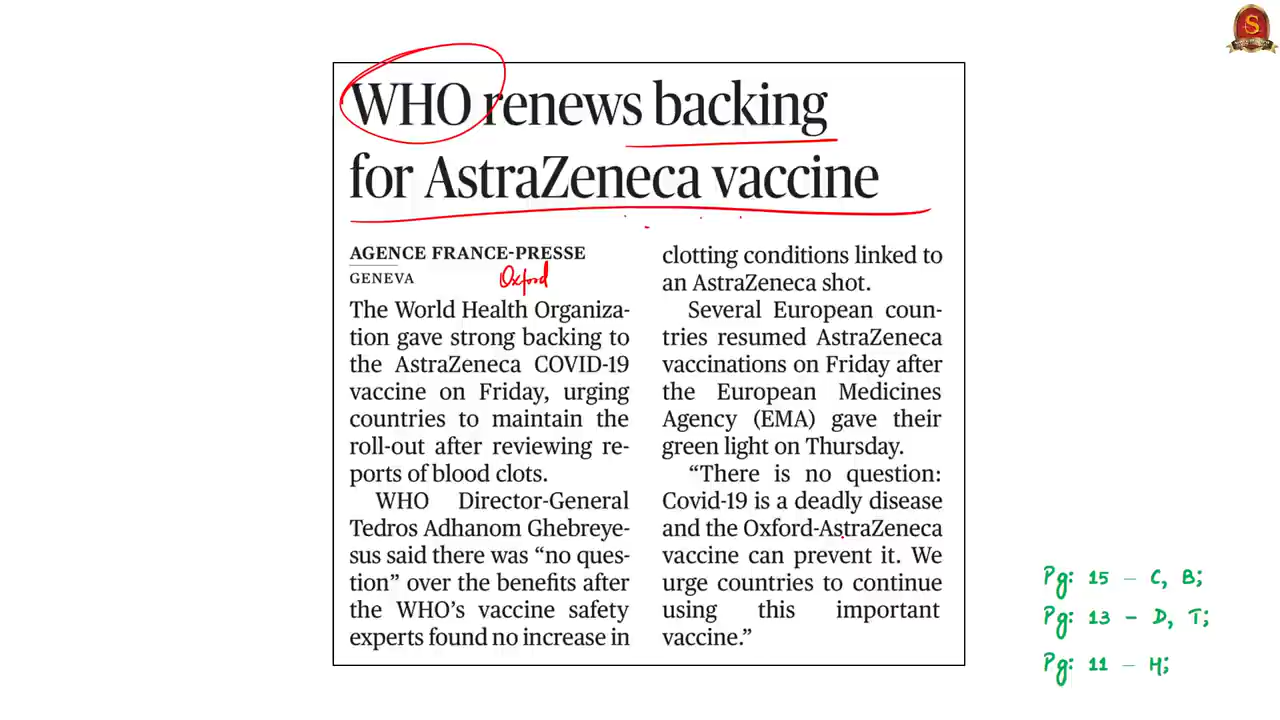 WHO renews backing
for AstraZeneca vaccine
AGENCE FRANCE-PRESSE
GENEVA
Oxford
The World Health Organiza-
tion gave strong backing to
the AstraZeneca COVID-19
vaccine on Friday, urging
countries to maintain the
roll-out after reviewing re-
ports of blood clots.
WHO Director-General
Tedros Adhanom Ghebreye-
sus said there was “no ques-
tion” over the benefits after
the WHO’s vaccine safety
experts found no increase in
clotting conditions linked to
an AstraZeneca shot.
Several European coun-
tries resumed AstraZeneca
vaccinations on Friday after
the European Medicines
Agency (EMA) gave their
green light on Thursday.
“There is no question:
Covid-19 is a deadly disease
and the Oxford-AstraZeneca
vaccine can prevent it. We
urge countries to continue
using this important
vaccine.”
Pg: 15 – C, B;
Pg: 13 – D, T;
Pg: 11 – H;
S